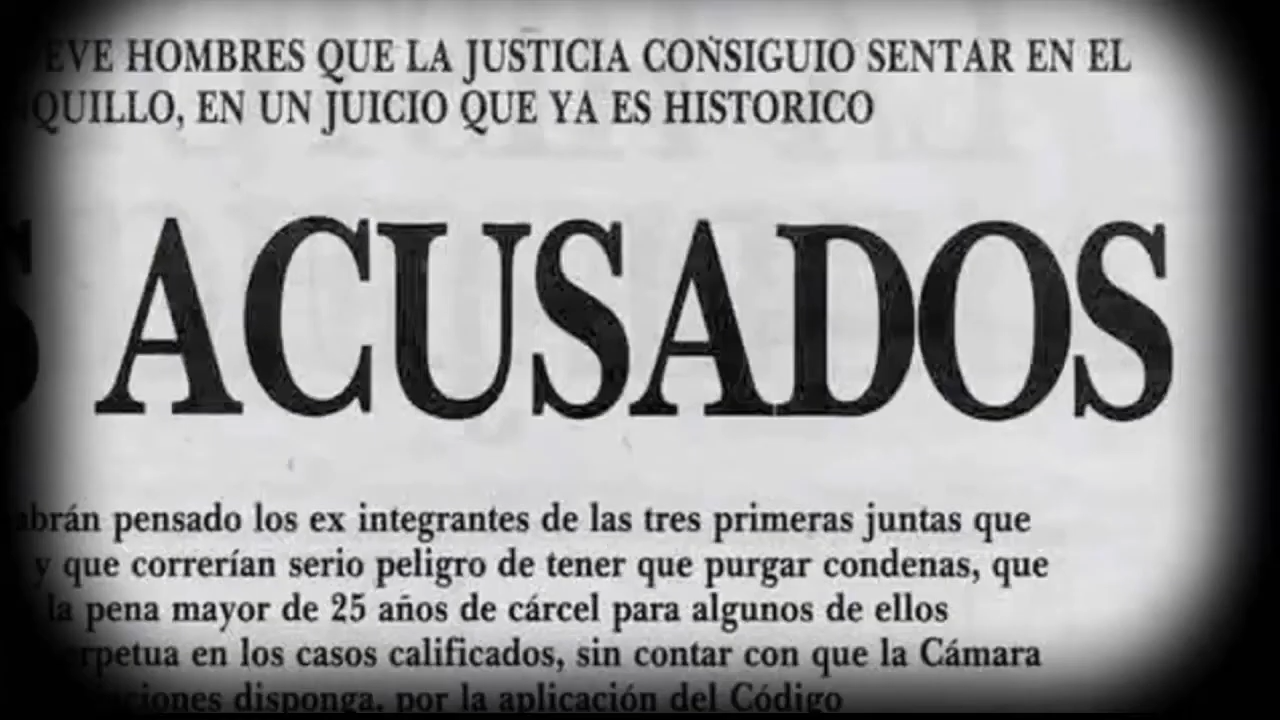 EVE HOMBRES QUE LA JUSTICIA CONSIGUIO SENTAR EN EL
QUILLO, EN UN JUICIO QUE YA ES HISTORICO
S ACUSADOS
abrán pensado los ex integrantes de las tres primeras juntas que
y que correrían serio peligro de tener que purgar condenas, que
la pena mayor de 25 años de cárcel para algunos de ellos
rpetua en los casos calificados, sin contar con que la Cámara
ciones disponga, por la aplicación del Código